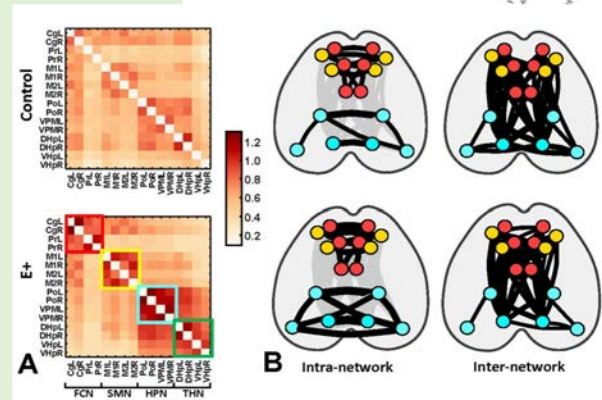 Control
CgL
CgR
PrL
PrR
M1L
M1R
M2L
M2R
PoL
PoR
VPML
VPMR
DHpL
DHpR
VHpL
VHpR
CgL CgR PrL PrR M1L M1R M2L M2R PoL PoR VPML VPMR DHpL DHpR VHpL VHpR
1.2
1.0
0.8
0.6
0.4
0.2
E+
CgL
CgR
PrL
PrR
M1L
M1R
M2L
M2R
PoL
PoR
VPML
VPMR
DHpL
DHpR
VHpL
VHpR
CgL CgR PrL PrR M1L M1R M2L M2R PoL PoR VPML VPMR DHpL DHpR VHpL VHpR
FCN SMN HPN THN
A
B
Intra-network Inter-network